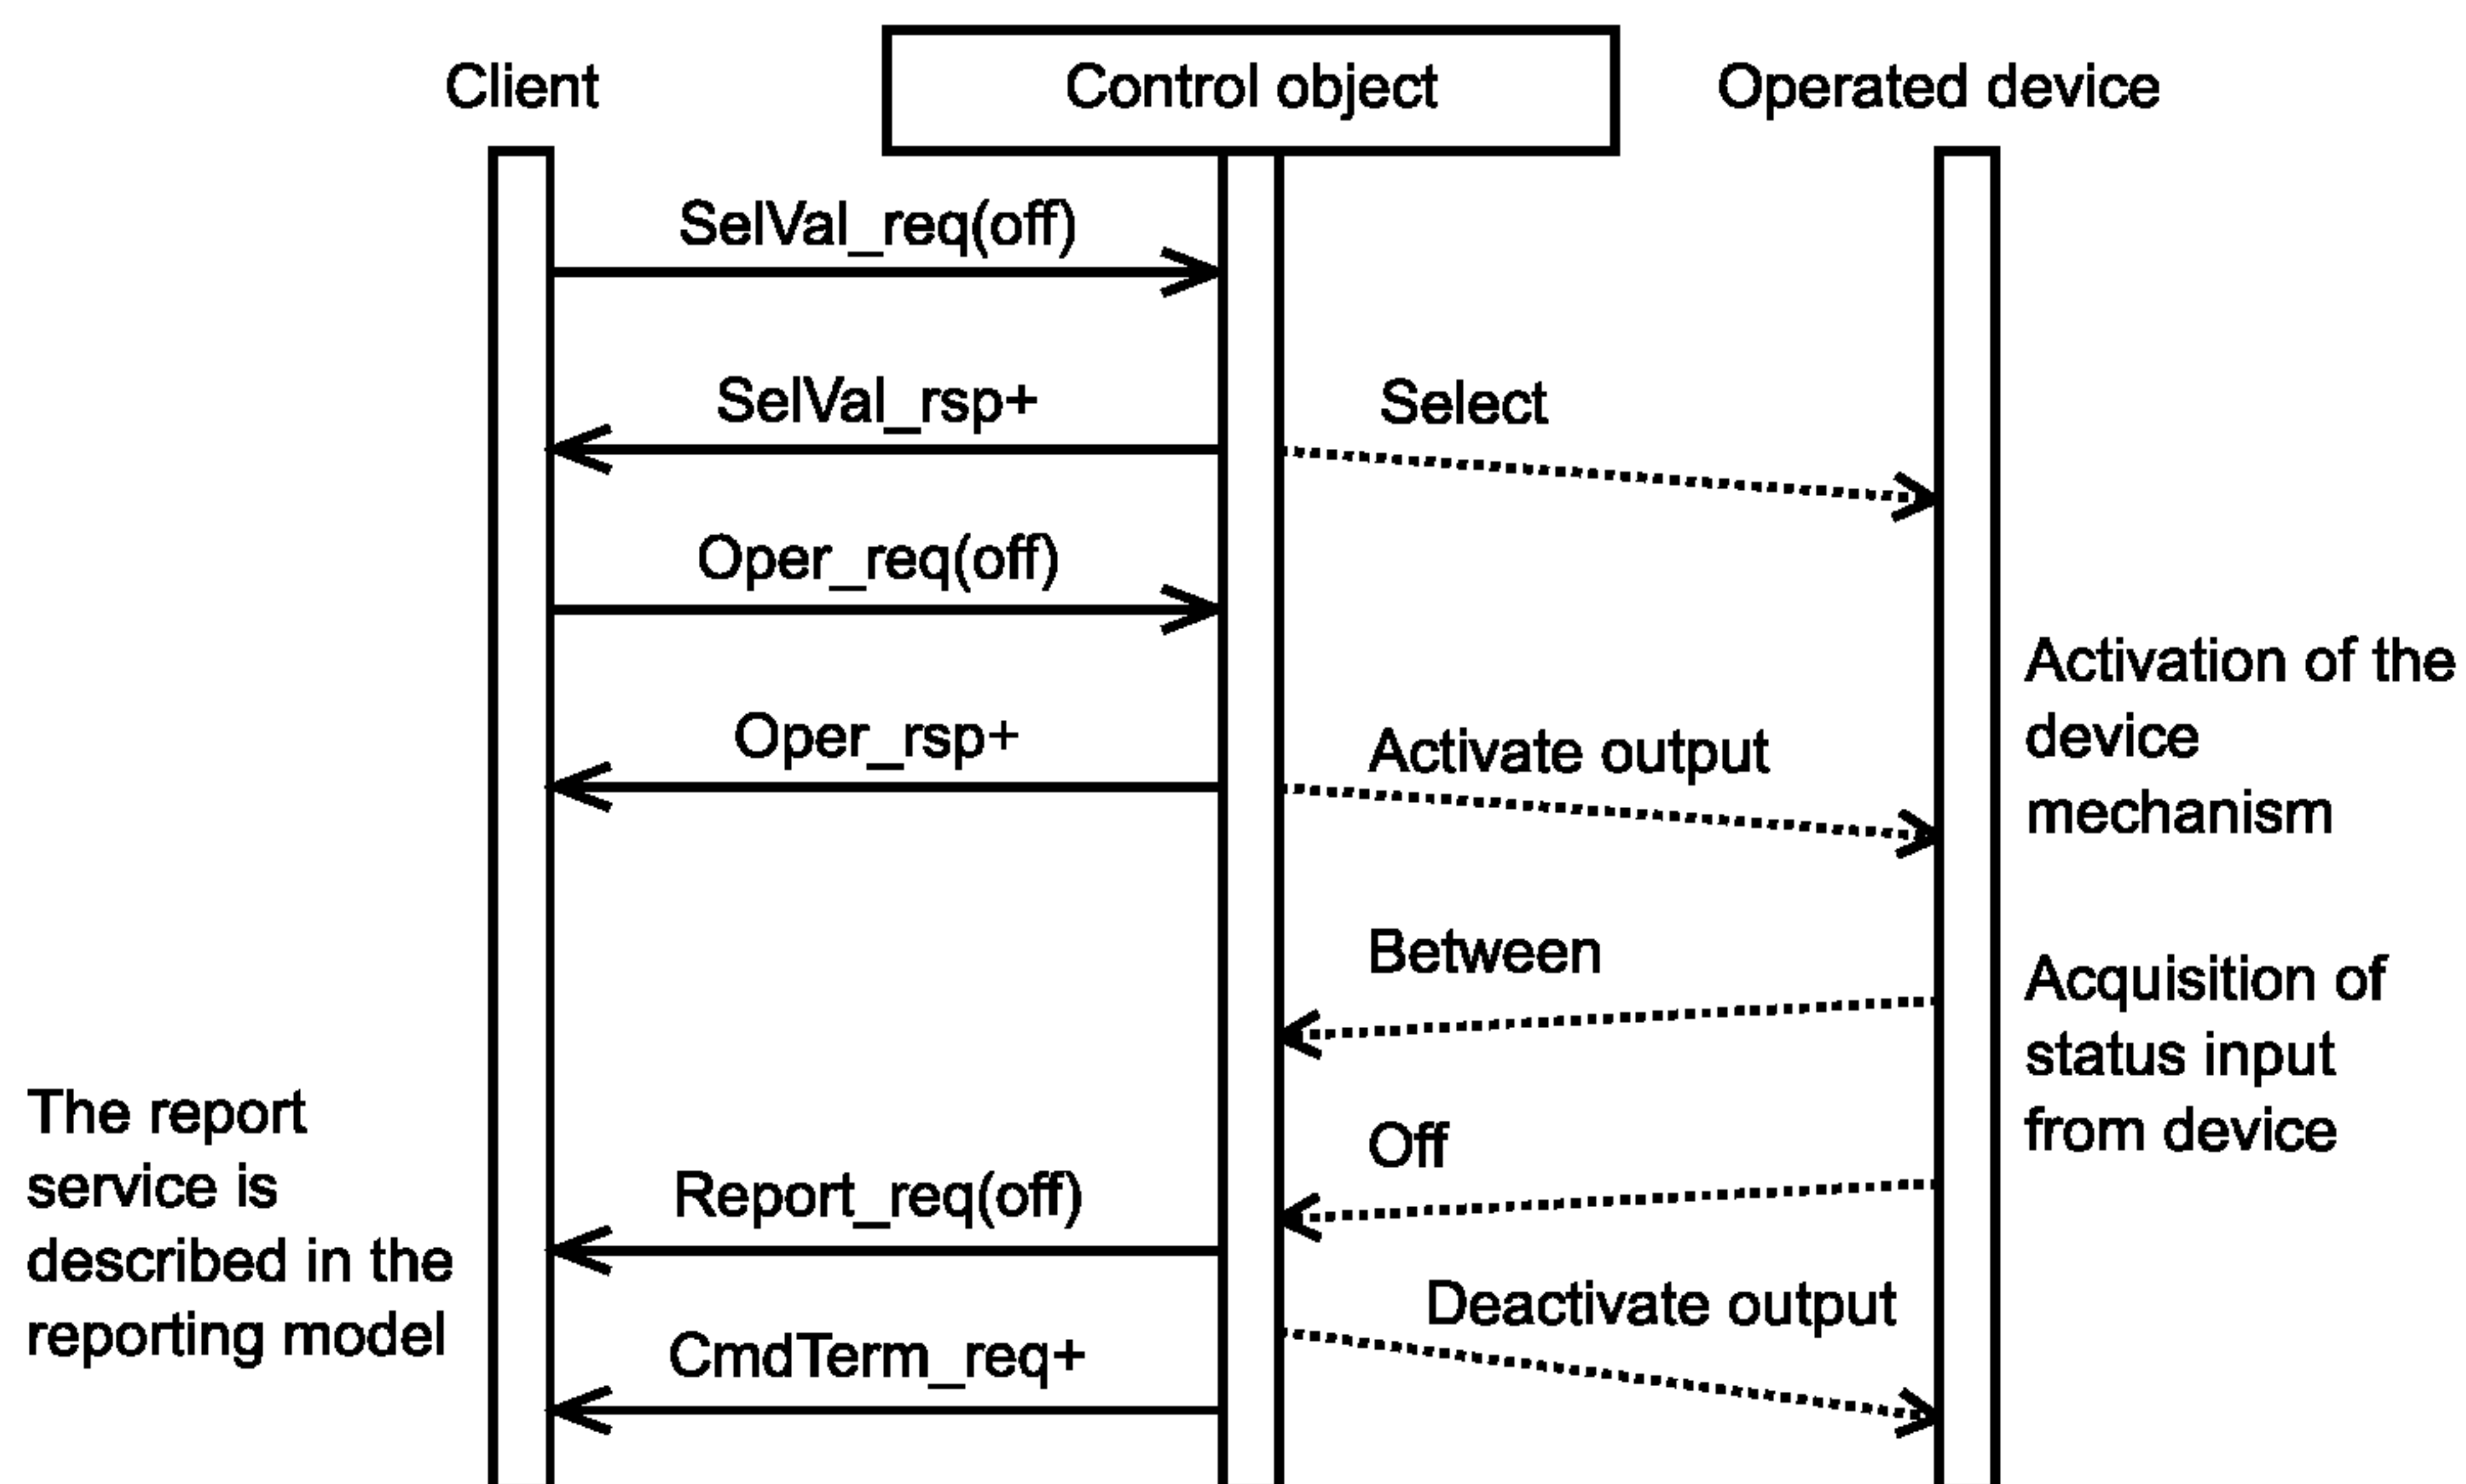 Client
Control object
Operated device
SelVal_req(off)
SelVal_rsp+
Select
Oper_req(off)
Activation of the
device
mechanism
Oper_rsp+
Activate output
Between
Acquisition of
status input
from device
Off
The report
service is
described in the
reporting model
Report_req(off)
Deactivate output
CmdTerm_req+